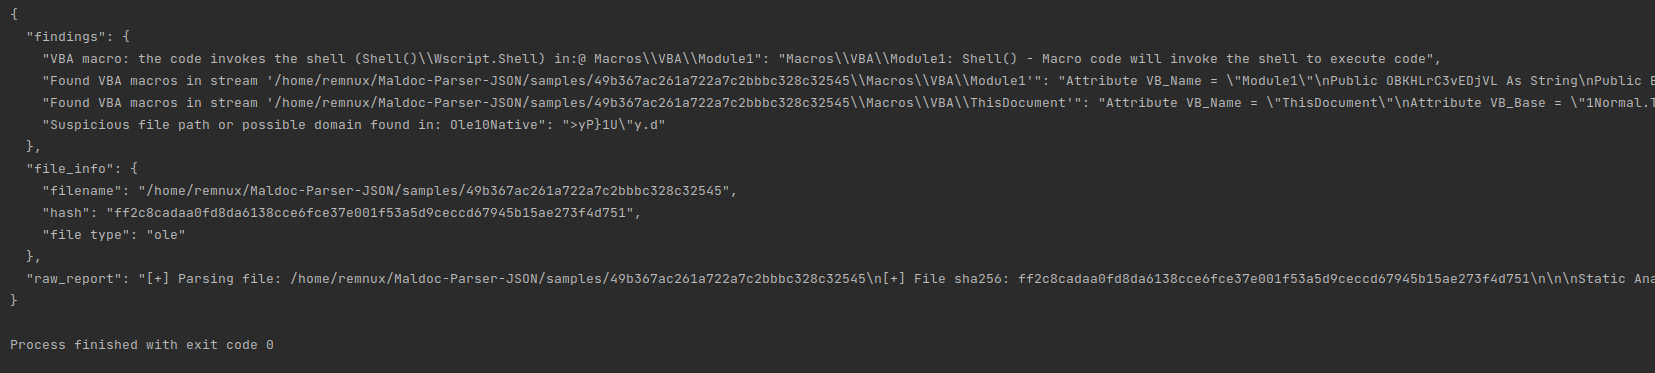 {
"findings": {
"VBA macro: the code invokes the shell (Shell()\\Wscript.Shell) in:@ Macros\\VBA\\Module1": "Macros\\VBA\\Module1: Shell() - Macro code will invoke the shell to execute code",
"Found VBA macros in stream '/home/remnux/Maldoc-Parser-JSON/samples/49b367ac261a722a7c2bbbc328c32545\\Macros\\VBA\\Module1'": "Attribute VB_Name = \"Module1\"\nPublic OBKHLrC3vEDjVL As String\nPublic
"Found VBA macros in stream '/home/remnux/Maldoc-Parser-JSON/samples/49b367ac261a722a7c2bbbc328c32545\\Macros\\VBA\\ThisDocument'": "Attribute VB_Name = \"ThisDocument\"\nAttribute VB_Base = \"1Normal.T
"Suspicious file path or possible domain found in: Ole10Native": ">yP}1U\"y.d"
},
"file_info": {
"filename": "/home/remnux/Maldoc-Parser-JSON/samples/49b367ac261a722a7c2bbbc328c32545",
"hash": "ff2c8cadaa0fd8da6138cce6fce37e001f53a5d9ceccd67945b15ae273f4d751",
"file type": "ole"
},
"raw_report": "[+] Parsing file: /home/remnux/Maldoc-Parser-JSON/samples/49b367ac261a722a7c2bbbc328c32545\n[+] File sha256: ff2c8cadaa0fd8da6138cce6fce37e001f53a5d9ceccd67945b15ae273f4d751\n\n\nStatic Ana
}
Process finished with exit code 0